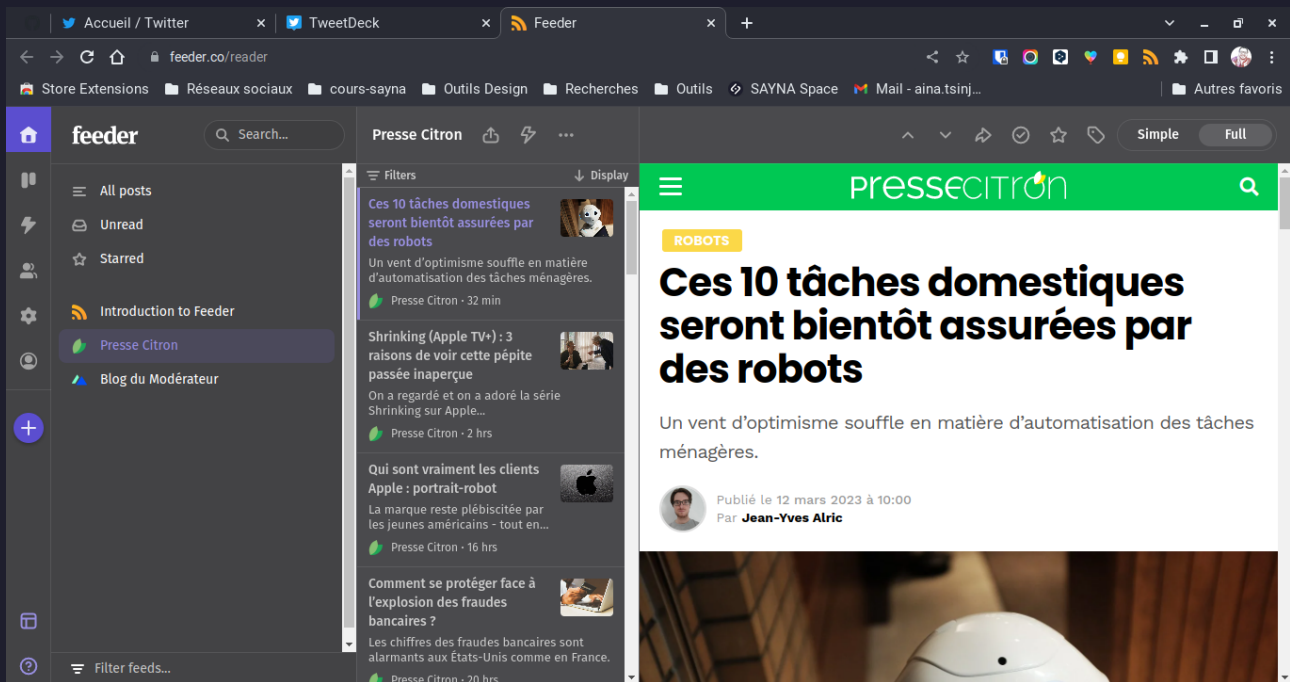 Accueil / Twitter
TweetDeck
Feeder
feeder.co/reader
Store Extensions
Réseaux sociaux
cours-sayna
Outils Design
Recherches
Outils
SAYNA Space
Mail - aina.tsinj...
Autres favoris
feeder
Search...
All posts
Unread
Starred
Introduction to Feeder
Presse Citron
Blog du Modérateur
Filter feeds...
Presse Citron
Filters
Display
Ces 10 tâches domestiques
seront bientôt assurées par
des robots
Un vent d'optimisme souffle en matière
d'automatisation des tâches ménagères.
Presse Citron · 32 min
Shrinking (Apple TV+) : 3
raisons de voir cette pépite
passée inaperçue
On a regardé et on a adoré la série
Shrinking sur Apple...
Presse Citron · 2 hrs
Qui sont vraiment les clients
Apple : portrait-robot
La marque reste plébiscitée par
les jeunes américains - tout en...
Presse Citron · 16 hrs
Comment se protéger face à
l'explosion des fraudes
bancaires ?
Les chiffres des fraudes bancaires sont
alarmants aux États-Unis comme en France.
Presse Citron · 20 hrs
Simple
Full
PRESSECITRON
ROBOTS
Ces 10 tâches domestiques
seront bientôt assurées par
des robots
Un vent d'optimisme souffle en matière d'automatisation des tâches
ménagères.
Publié le 12 mars 2023 à 10:00
Par Jean-Yves Alric